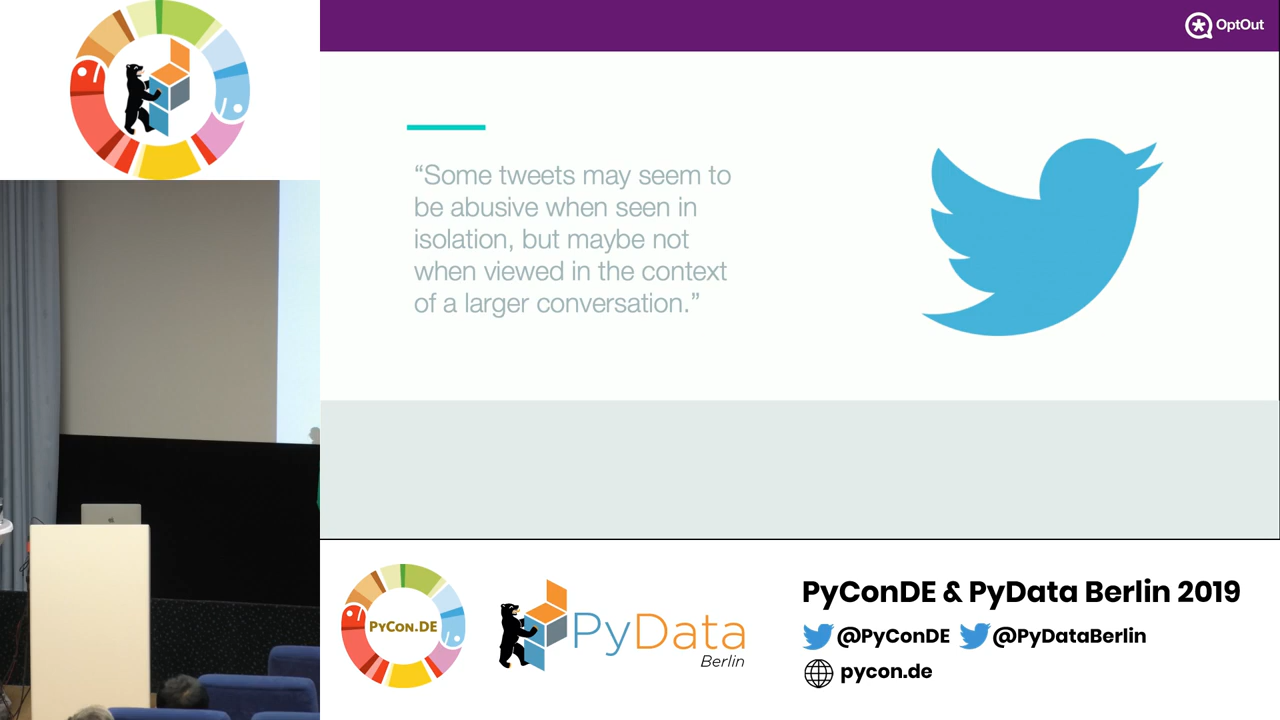 OptOut
“Some tweets may seem to
be abusive when seen in
isolation, but maybe not
when viewed in the context
of a larger conversation.”
PyCon.DE
PyData
Berlin
PyConDE & PyData Berlin 2019
@PyConDE @PyDataBerlin
pycon.de